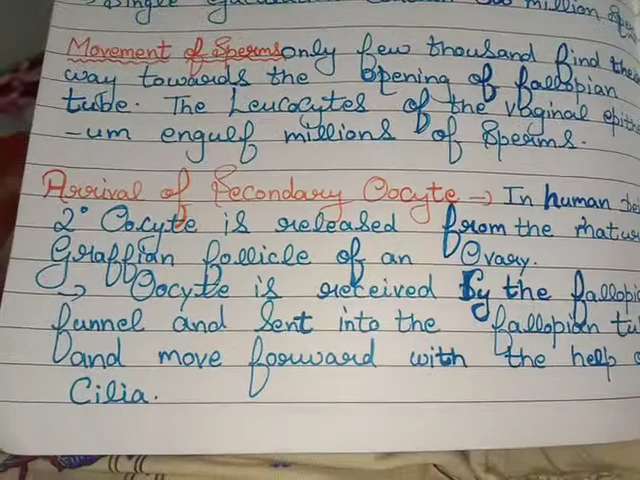 million
Movement of Sperms only few thousand find the
way towards the opening of fallopian
tube. The Leucocytes of the vaginal epith
-um engulf millions of Sperms.
Arrival of Secondary Oocyte → In human be
2° Oocyte is released from the matur
Graffian follicle of an Ovary.
→ Oocyte is received by the fallopi
funnel and sent into the fallopian tu
and move forward with the help o
Cilia.